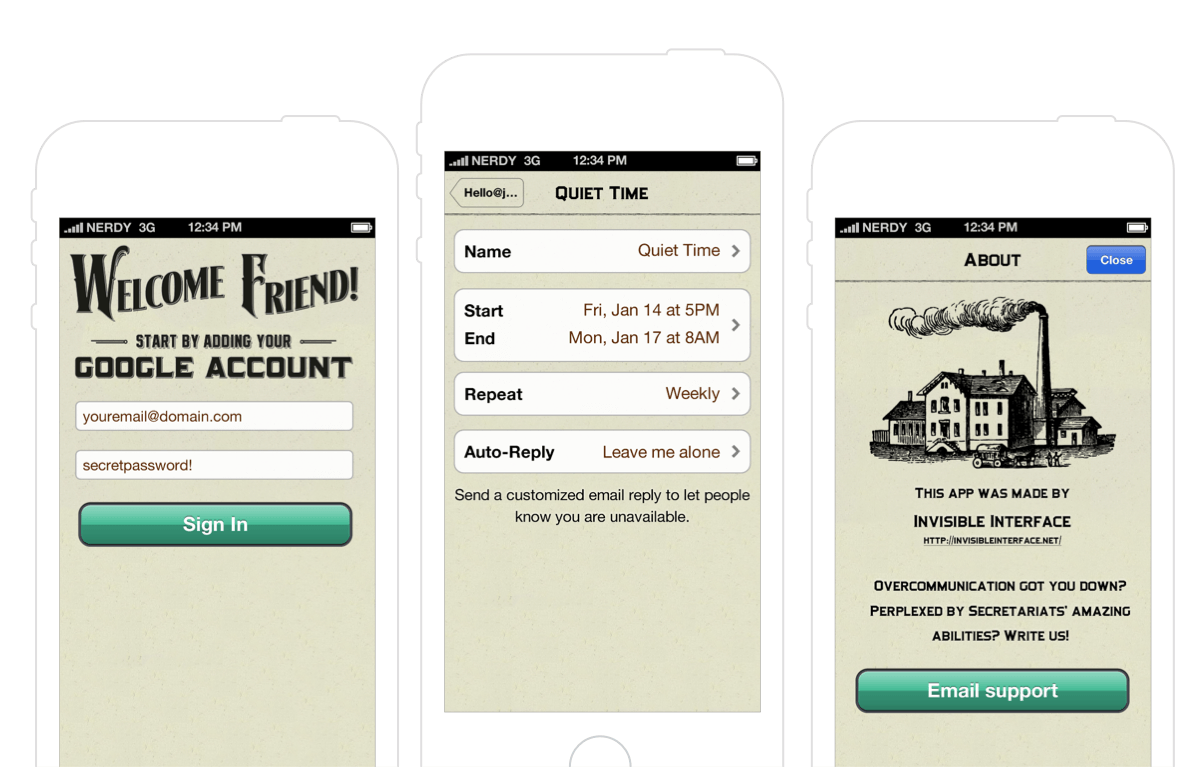 NERDY 3G 12:34 PM
WELCOME FRIEND!
START BY ADDING YOUR
GOOGLE ACCOUNT
youremail@domain.com
secretpassword!
Sign In
NERDY 3G 12:34 PM
Hello@j... QUIET TIME
Name Quiet Time
Start Fri, Jan 14 at 5PM
End Mon, Jan 17 at 8AM
Repeat Weekly
Auto-Reply Leave me alone
Send a customized email reply to let people
know you are unavailable.
NERDY 3G 12:34 PM
ABOUT Close
THIS APP WAS MADE BY
INVISIBLE INTERFACE
HTTP://INVISIBLEINTERFACE.NET/
OVERCOMMUNICATION GOT YOU DOWN?
PERPLEXED BY SECRETARIATS' AMAZING
ABILITIES? WRITE US!
Email support